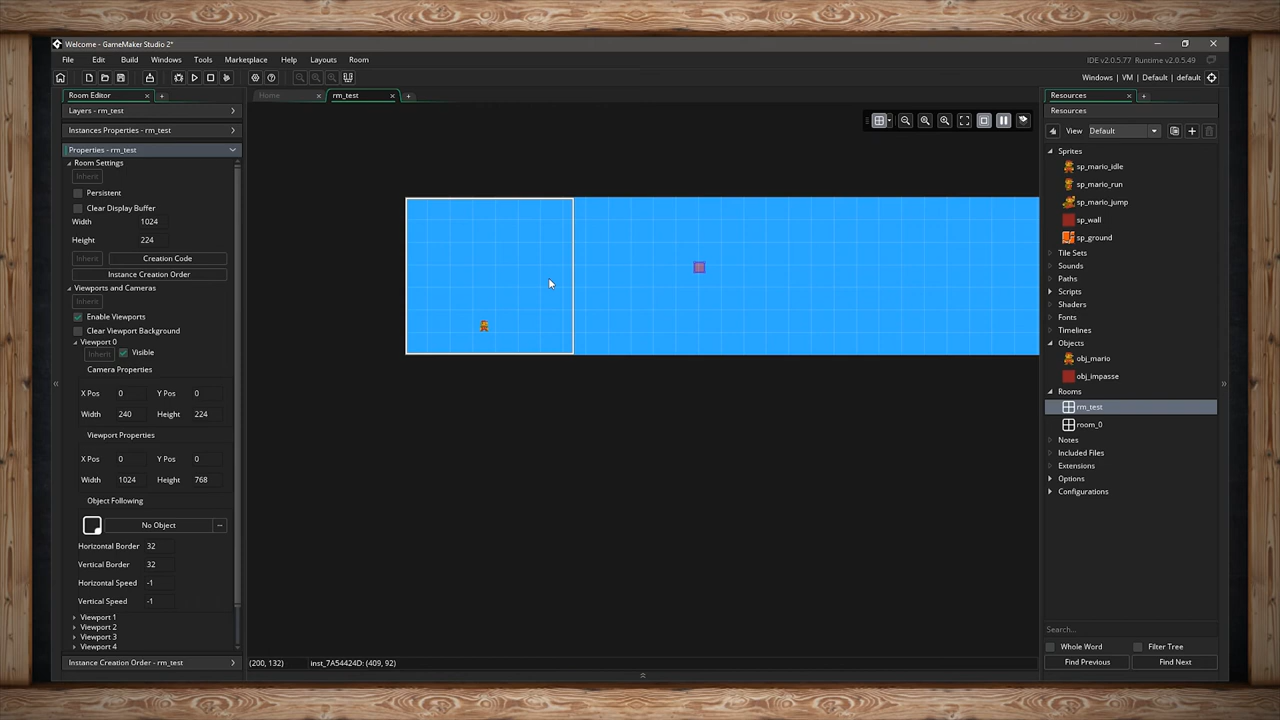 Welcome - GameMaker Studio 2*
File Edit Build Windows Tools Marketplace Help Layouts Room
IDE v2.0.5.77 Runtime v2.0.5.49
Windows | VM | Default | default
Room Editor
Layers - rm_test
Instances Properties - rm_test
Properties - rm_test
Room Settings
Inherit
Persistent
Clear Display Buffer
Width 1024
Height 224
Inherit Creation Code
Instance Creation Order
Viewports and Cameras
Inherit
Enable Viewports
Clear Viewport Background
Viewport 0
Inherit Visible
Camera Properties
X Pos 0 Y Pos 0
Width 240 Height 224
Viewport Properties
X Pos 0 Y Pos 0
Width 1024 Height 768
Object Following
No Object ...
Horizontal Border 32
Vertical Border 32
Horizontal Speed -1
Vertical Speed -1
Viewport 1
Viewport 2
Viewport 3
Viewport 4
Instance Creation Order - rm_test
Home rm_test
(200, 132) inst_7A54424D: (409, 92)
Resources
Resources
View Default
Sprites
sp_mario_idle
sp_mario_run
sp_mario_jump
sp_wall
sp_ground
Tile Sets
Sounds
Paths
Scripts
Shaders
Fonts
Timelines
Objects
obj_mario
obj_impasse
Rooms
rm_test
room_0
Notes
Included Files
Extensions
Options
Configurations
Search...
Whole Word Filter Tree
Find Previous Find Next